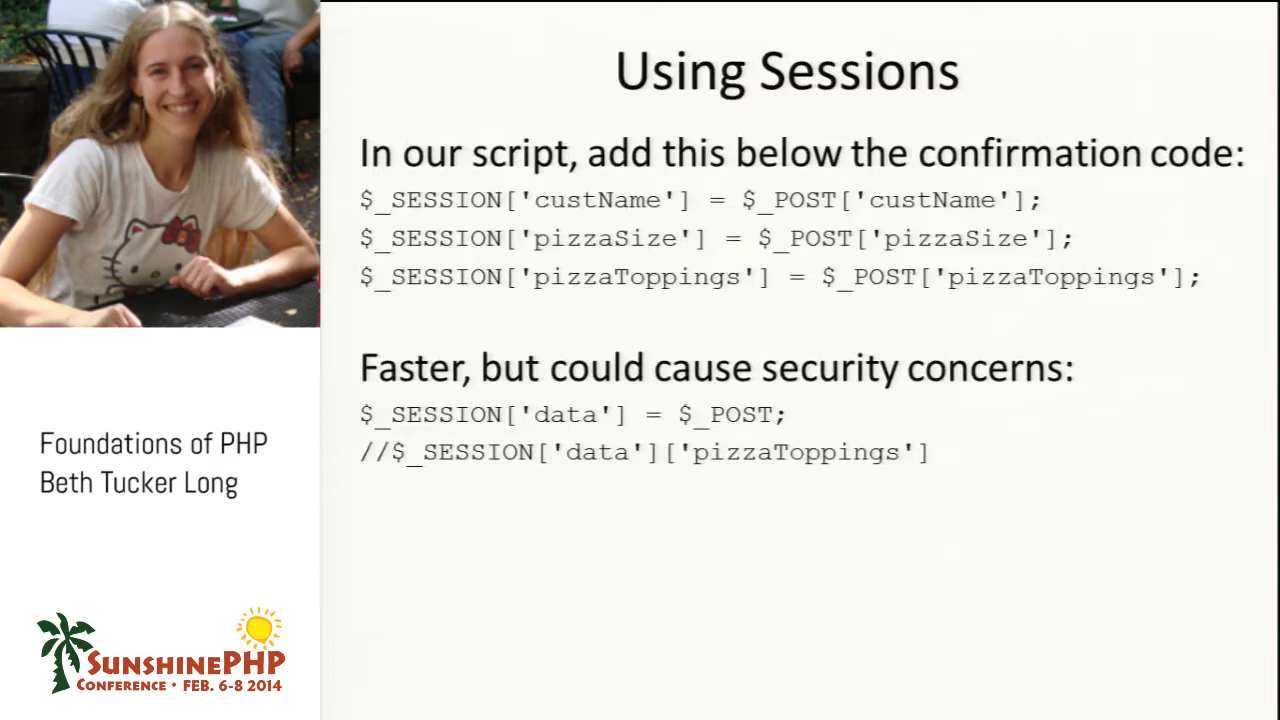 Using Sessions
In our script, add this below the confirmation code:
$_SESSION['custName'] = $_POST['custName'];
$_SESSION['pizzaSize'] = $_POST['pizzaSize'];
$_SESSION['pizzaToppings'] = $_POST['pizzaToppings'];
Faster, but could cause security concerns:
$_SESSION['data'] = $_POST;
//$_SESSION['data']['pizzaToppings']
Foundations of PHP
Beth Tucker Long
SunshinePHP
Conference • Feb. 6-8 2014